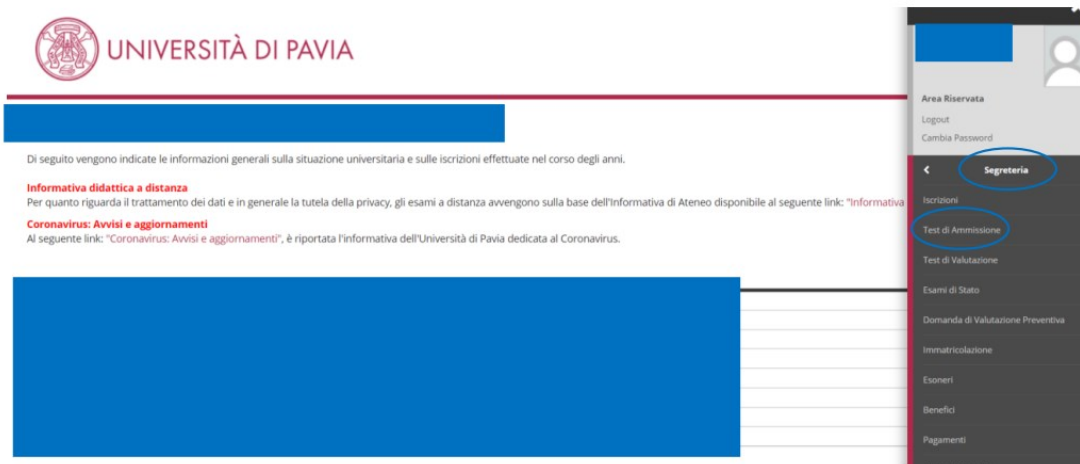 UNIVERSITÀ DI PAVIA
Di seguito vengono indicate le informazioni generali sulla situazione universitaria e sulle iscrizioni effettuate nel corso degli anni.
Informativa didattica a distanza
Per quanto riguarda il trattamento dei dati e in generale la tutela della privacy, gli esami a distanza avvengono sulla base dell'Informativa di Ateneo disponibile al seguente link: "Informativa
Coronavirus: Avvisi e aggiornamenti
Al seguente link: "Coronavirus: Avvisi e aggiornamenti", è riportata l'informativa dell'Università di Pavia dedicata al Coronavirus.
Area Riservata
Logout
Cambia Password
Segreteria
Iscrizioni
Test di Ammissione
Test di Valutazione
Esami di Stato
Domanda di Valutazione Preventiva
Immatricolazione
Esoneri
Benefici
Pagamenti